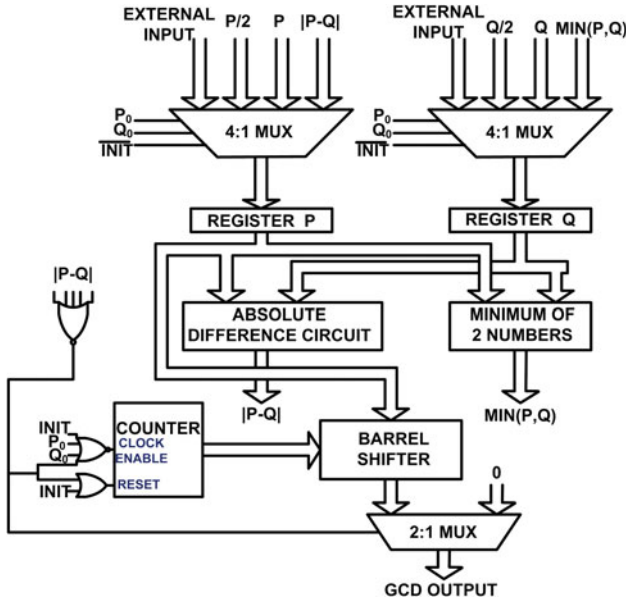 EXTERNAL INPUT P/2 P |P-Q|
EXTERNAL INPUT Q/2 Q MIN(P,Q)
P0
Q0
INIT
4:1 MUX
P0
Q0
INIT
4:1 MUX
REGISTER P
REGISTER Q
|P-Q|
ABSOLUTE
DIFFERENCE CIRCUIT
MINIMUM OF
2 NUMBERS
|P-Q|
MIN(P,Q)
INIT
P0
Q0
INIT
COUNTER
CLOCK
ENABLE
RESET
BARREL
SHIFTER
0
2:1 MUX
GCD OUTPUT